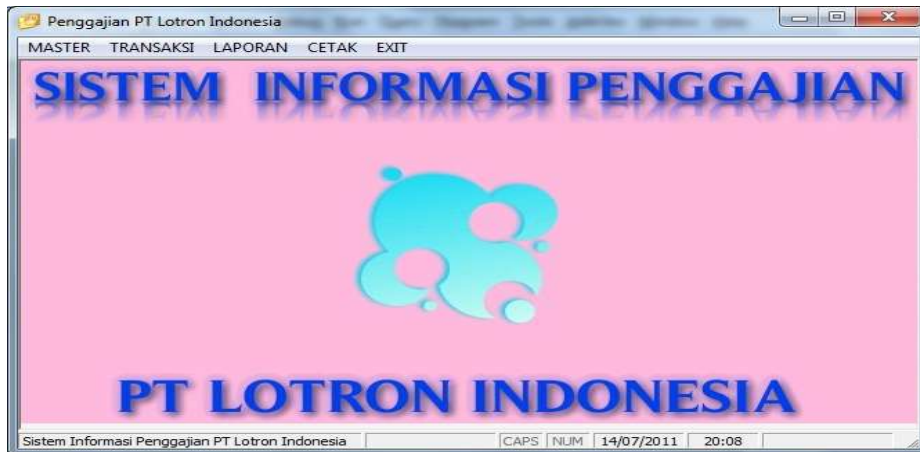 Penggajian PT Lotron Indonesia
MASTER TRANSAKSI LAPORAN CETAK EXIT
SISTEM INFORMASI PENGGAJIAN
PT LOTRON INDONESIA
Sistem Informasi Penggajian PT Lotron Indonesia CAPS NUM 14/07/2011 20:08